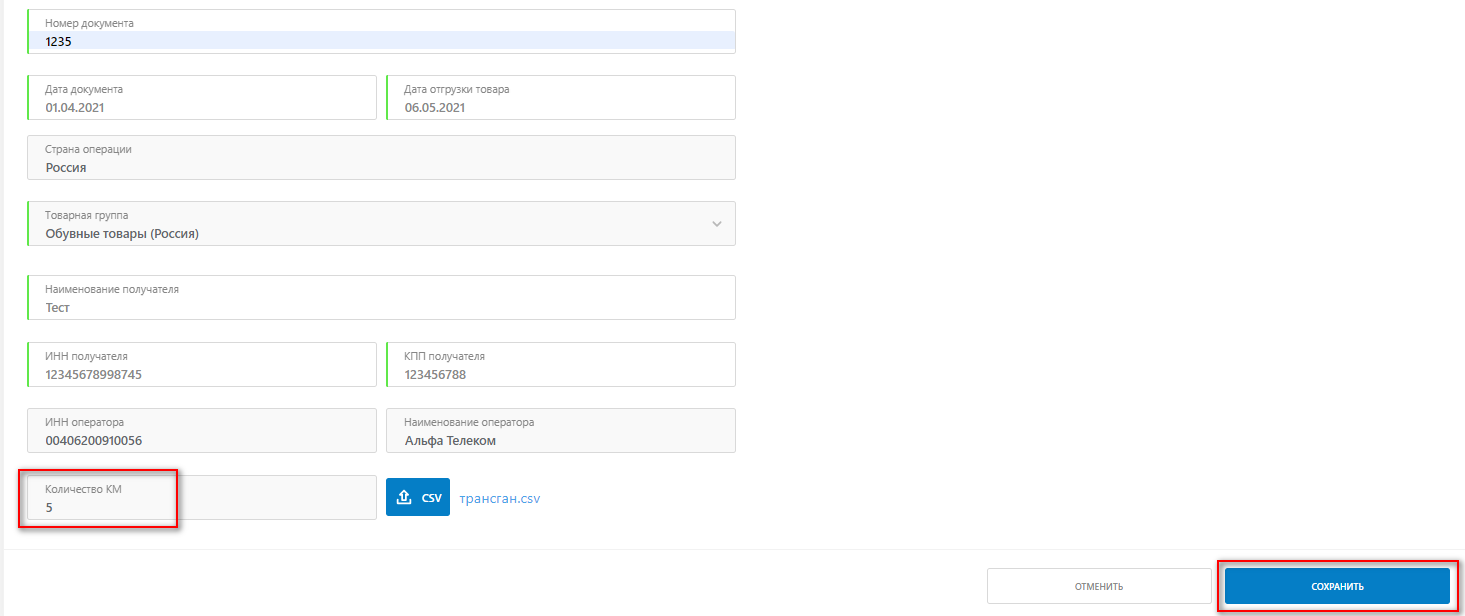 Номер документа
1235
Дата документа
01.04.2021
Дата отгрузки товара
06.05.2021
Страна операции
Россия
Товарная группа
Обувные товары (Россия)
Наименование получателя
Тест
ИНН получателя
12345678998745
КПП получателя
123456788
ИНН оператора
00406200910056
Наименование оператора
Альфа Телеком
Количество КМ
5
CSV
трансган.csv
ОТМЕНИТЬ
СОХРАНИТЬ